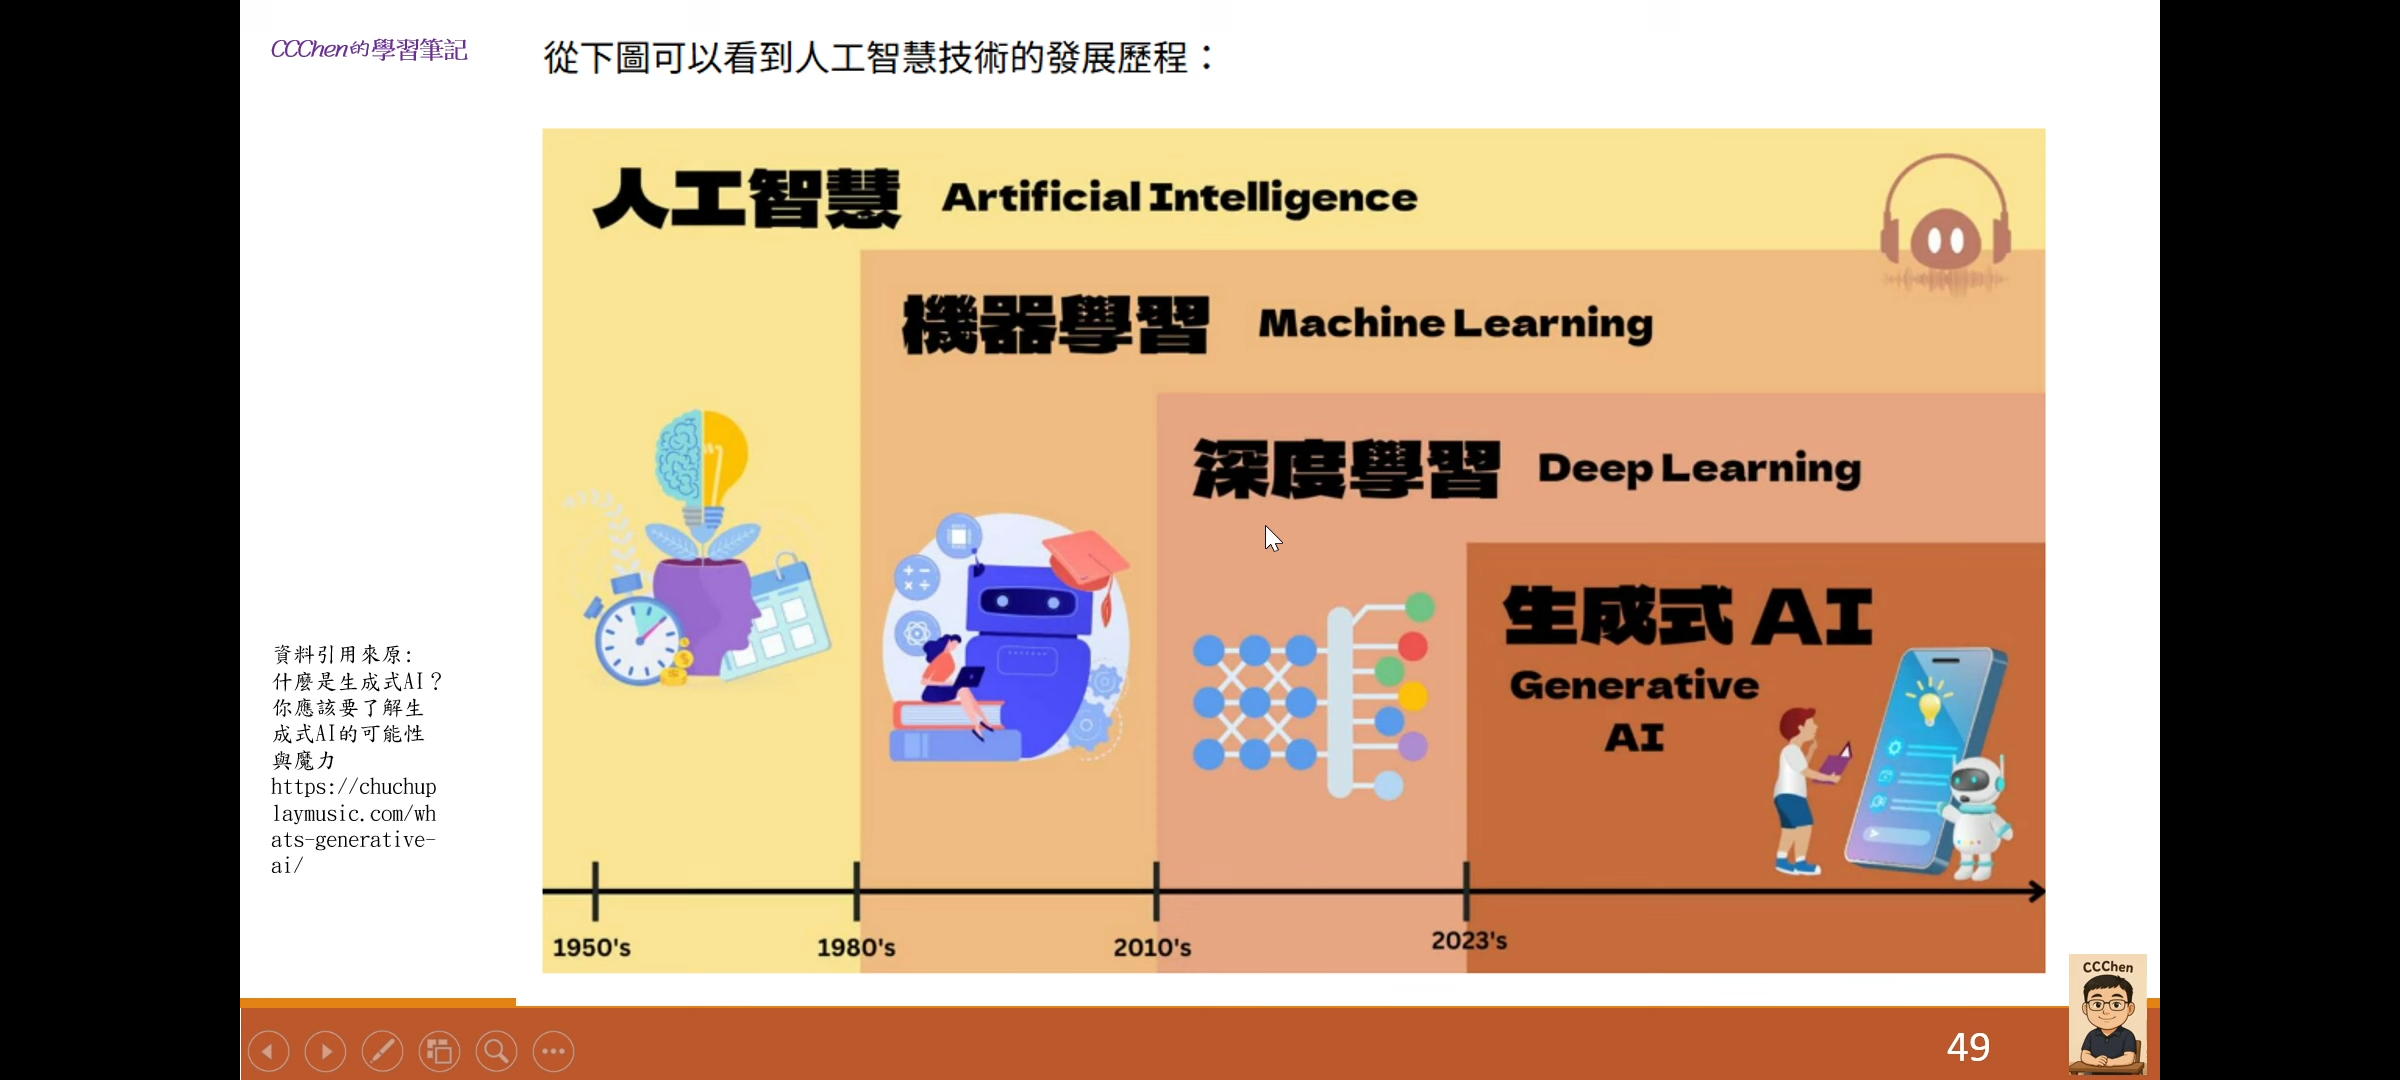 CCChen的學習筆記
從下圖可以看到人工智慧技術的發展歷程：
人工智慧 Artificial Intelligence
機器學習 Machine Learning
深度學習 Deep Learning
生成式 AI
Generative
AI
1950's
1980's
2010's
2023's
資料引用來原:
什麼是生成式AI？
你應該要了解生
成式AI的可能性
與魔力
https://chuchup
laymusic.com/wh
ats-generative-
ai/
CCChen
49